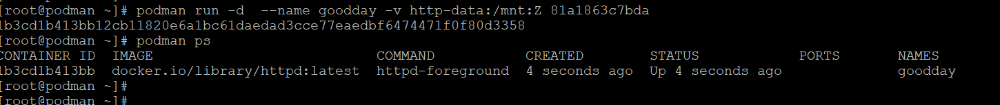 [root@podman ~]# podman run -d  --name goodday -v http-data:/mnt:Z 81a1863c7bda
1b3cd1b413bb12cb11820e6a1bc61daedad3cce77eaedbf6474471f0f80d3358
[root@podman ~]# podman ps
CONTAINER ID  IMAGE                           COMMAND           CREATED        STATUS            PORTS       NAMES
1b3cd1b413bb  docker.io/library/httpd:latest  httpd-foreground  4 seconds ago  Up 4 seconds ago              goodday
[root@podman ~]#
[root@podman ~]#